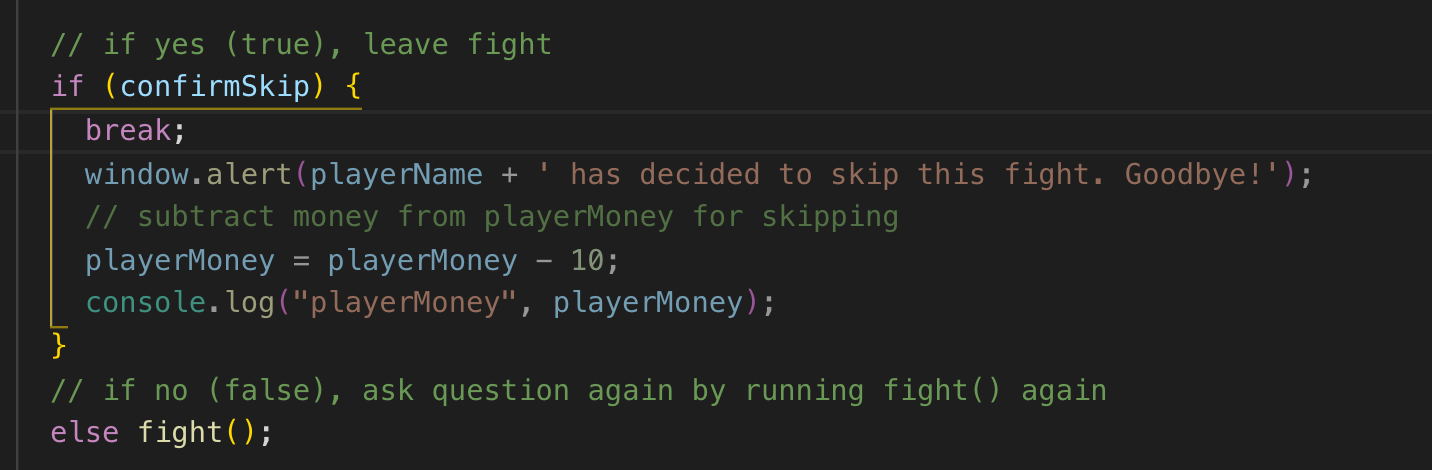 // if yes (true), leave fight
if (confirmSkip) {
break;
window.alert(playerName + ' has decided to skip this fight. Goodbye!');
// subtract money from playerMoney for skipping
playerMoney = playerMoney - 10;
console.log("playerMoney", playerMoney);
}
// if no (false), ask question again by running fight() again
else fight();